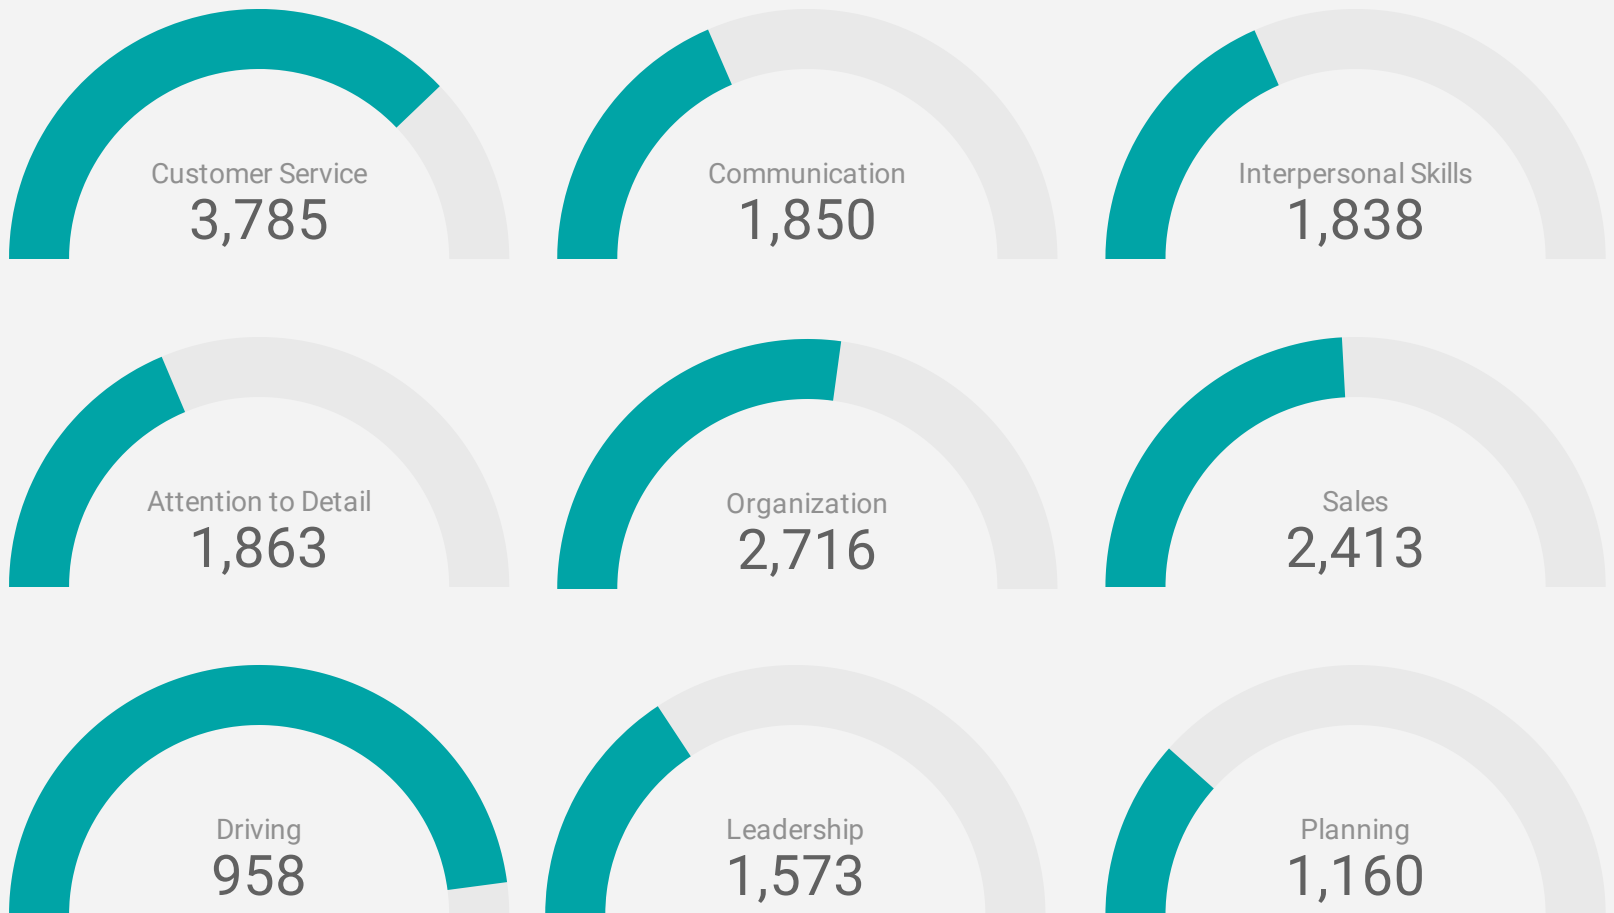 Customer Service
3,785
Communication
1,850
Interpersonal Skills
1,838
Attention to Detail
1,863
Organization
2,716
Sales
2,413
Driving
958
Leadership
1,573
Planning
1,160